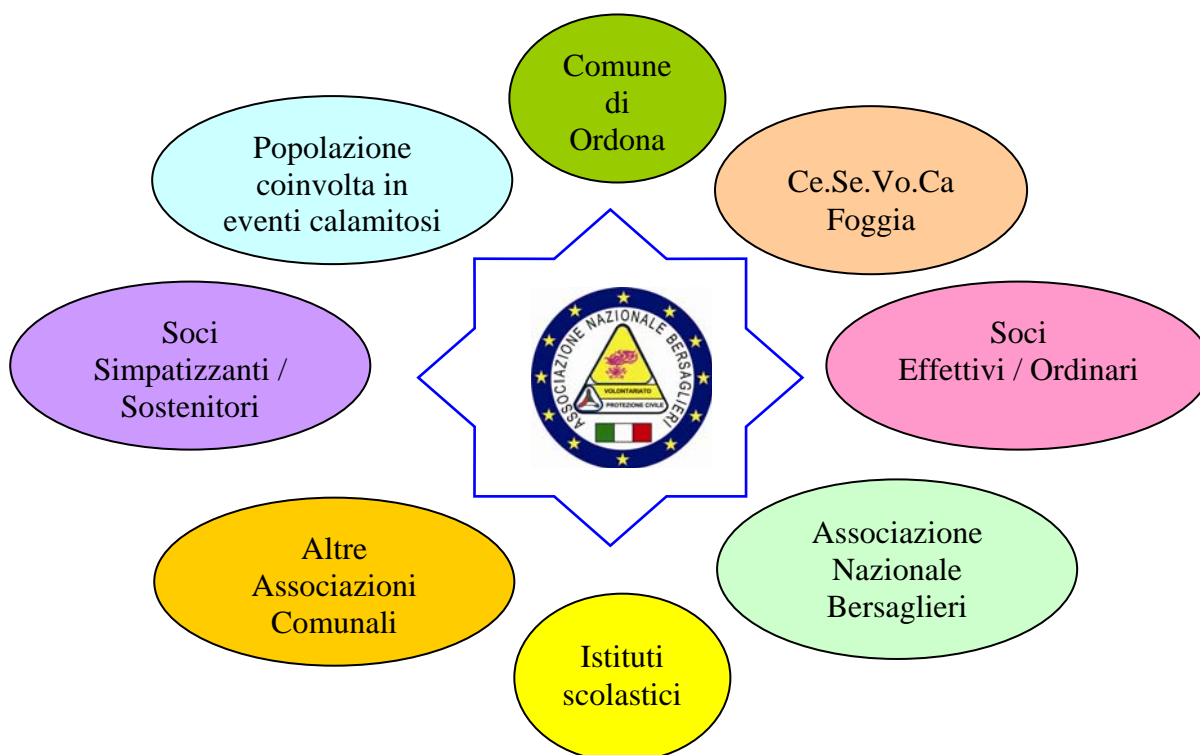 Comune
di
Ordona
Ce.Se.Vo.Ca
Foggia
Soci
Effettivi / Ordinari
Associazione
Nazionale
Bersaglieri
Istituti
scolastici
Altre
Associazioni
Comunali
Soci
Simpatizzanti /
Sostenitori
Popolazione
coinvolta in
eventi calamitosi
ASSOCIAZIONE NAZIONALE BERSAGLIERI
VOLONTARIATO
PROTEZIONE CIVILE